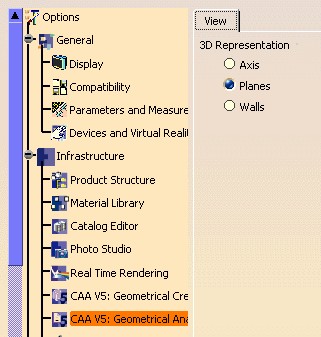 Options
General
Display
Compatibility
Parameters and Measure
Devices and Virtual Reali
Infrastructure
Product Structure
Material Library
Catalog Editor
Photo Studio
Real Time Rendering
CAA V5: Geometrical Cre
CAA V5: Geometrical Ana
View
3D Representation
Axis
Planes
Walls